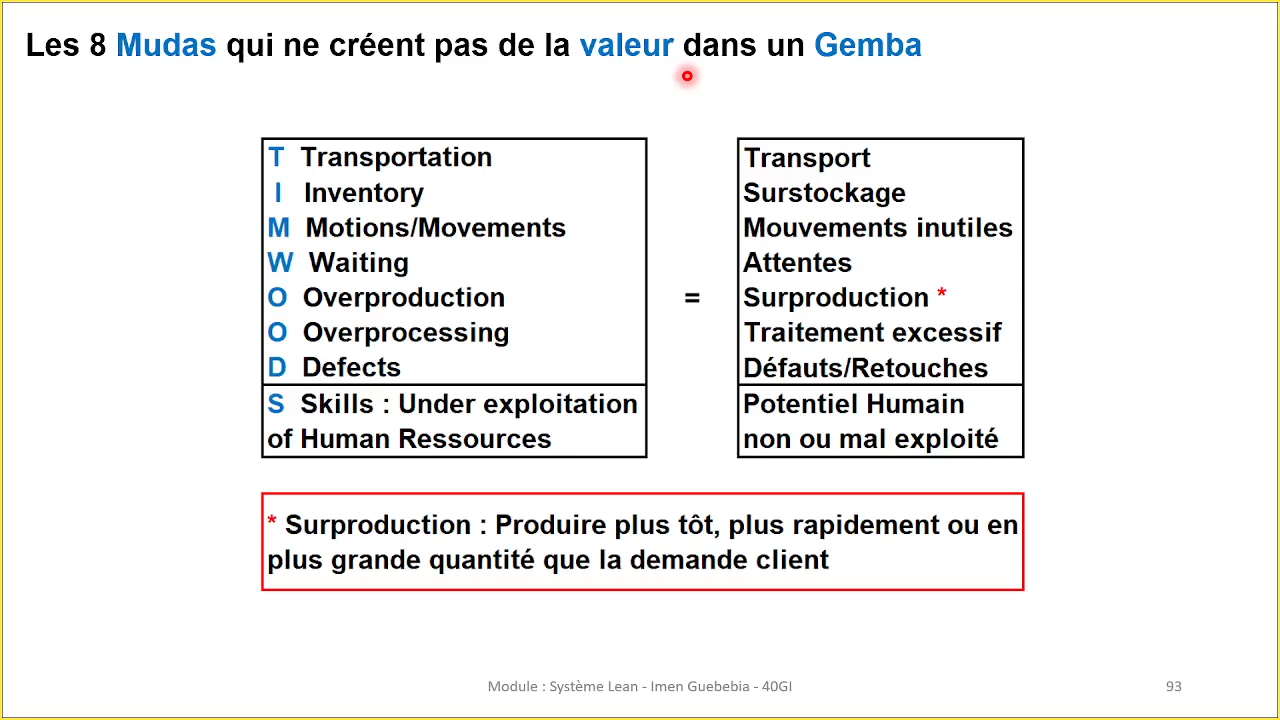 Les 8 Mudas qui ne créent pas de la valeur dans un Gemba
T Transportation
I Inventory
M Motions/Movements
W Waiting
O Overproduction
O Overprocessing
D Defects
S Skills : Under exploitation
of Human Ressources
=
Transport
Surstockage
Mouvements inutiles
Attentes
Surproduction *
Traitement excessif
Défauts/Retouches
Potentiel Humain
non ou mal exploité
* Surproduction : Produire plus tôt, plus rapidement ou en
plus grande quantité que la demande client
Module : Système Lean - Imen Guebebia - 40GI
93